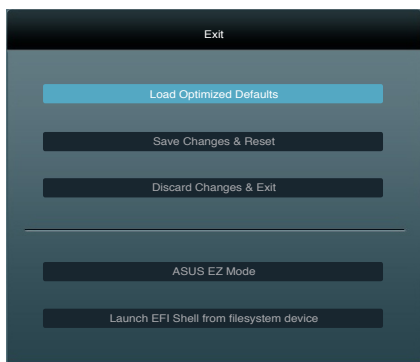 Exit
Load Optimized Defaults
Save Changes & Reset
Discard Changes & Exit
ASUS EZ Mode
Launch EFI Shell from filesystem device